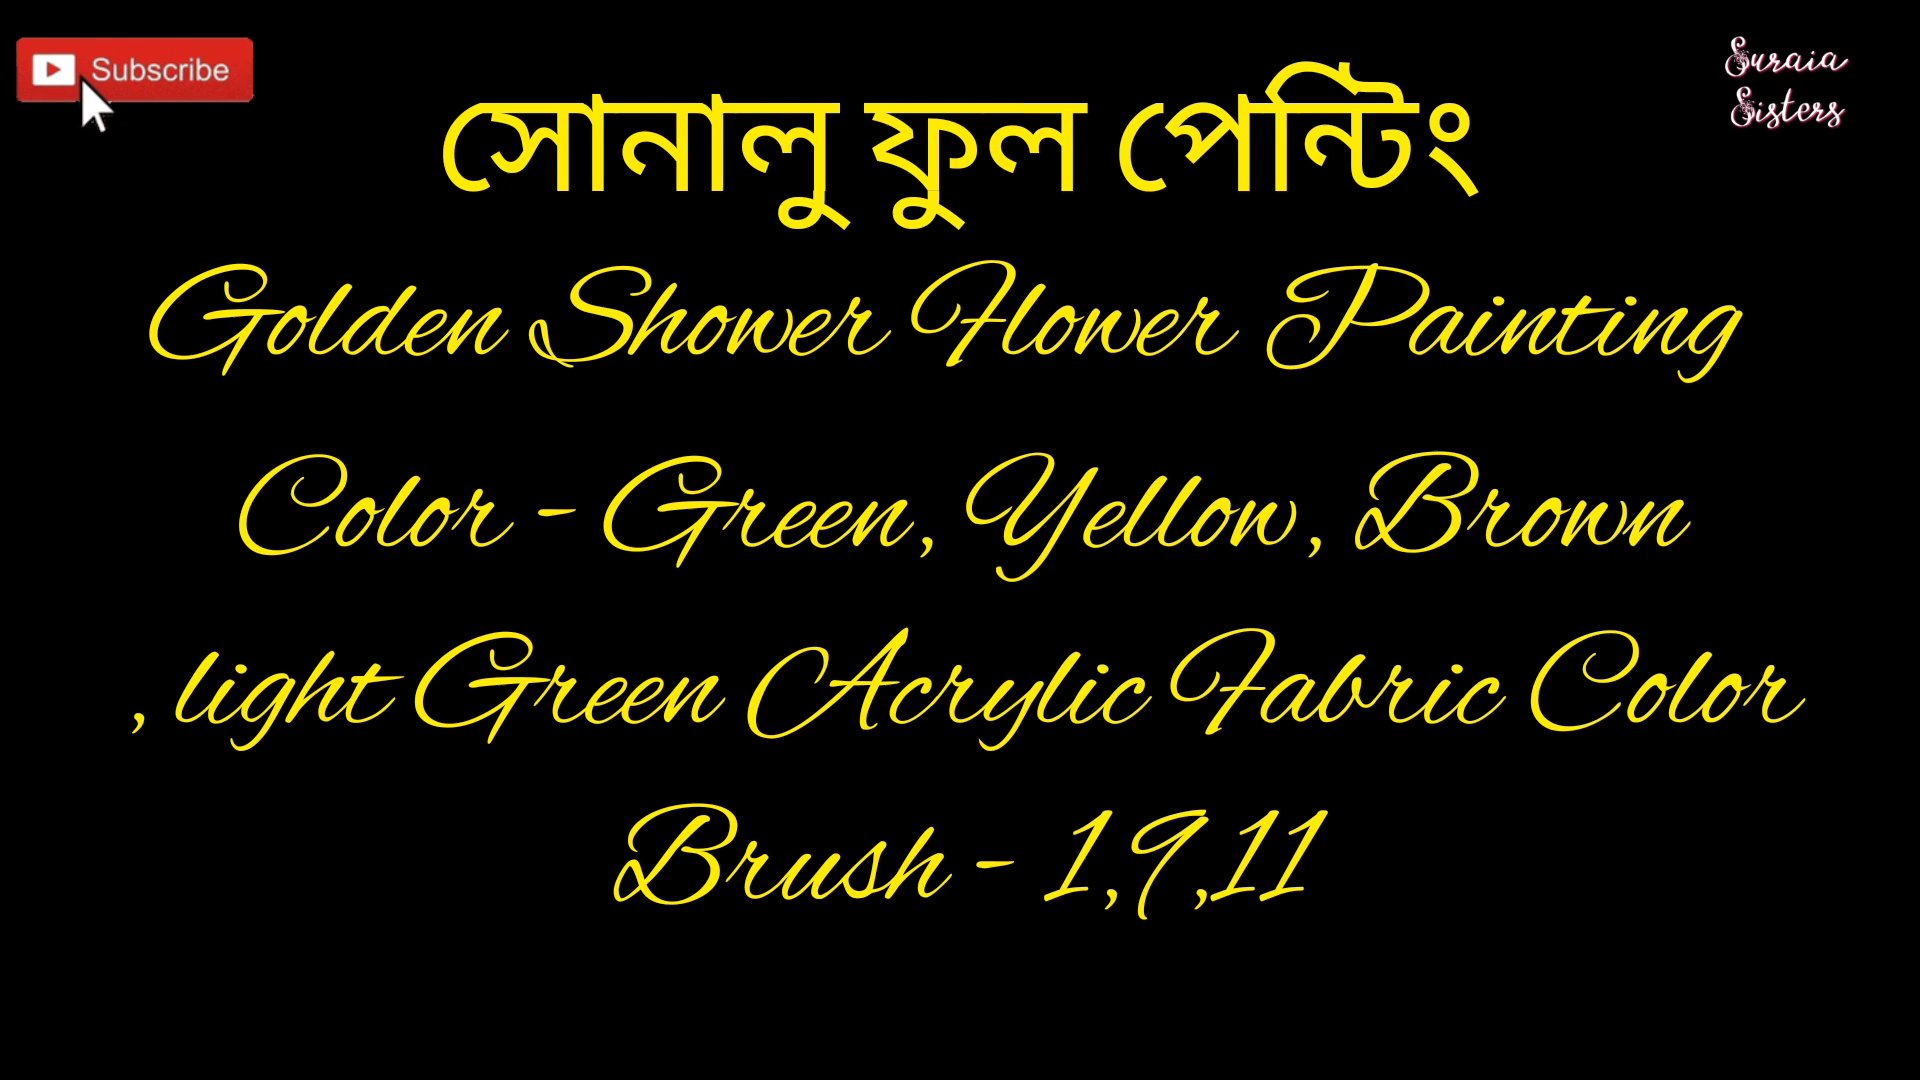 Subscribe
Suraia
Sisters
সোনালু ফুল পেন্টিং
Golden Shower Flower Painting
Color - Green, Yellow, Brown
, light Green Acrylic Fabric Color
Brush - 1,9,11